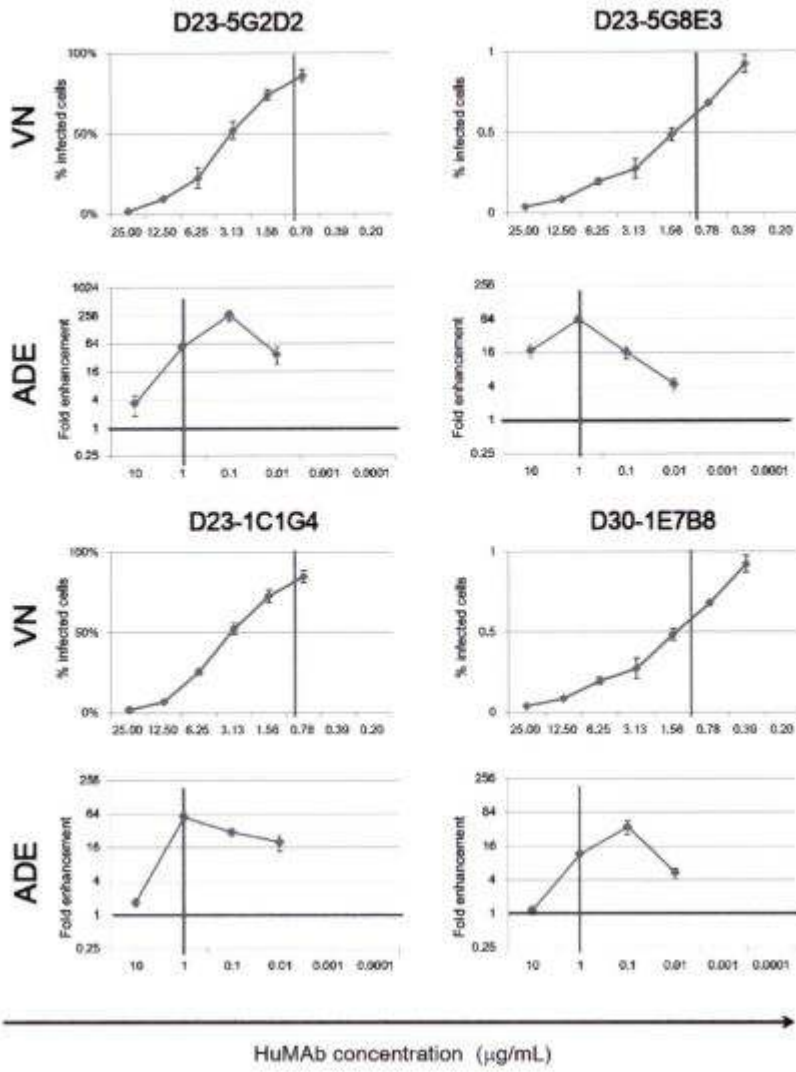 D23-5G2D2
D23-5G8E3
VN
% infected cells
100%
50%
0%
25.00 12.50 6.25 3.13 1.56 0.78 0.39 0.20
% infected cells
1
0.5
0
25.00 12.50 6.25 3.13 1.56 0.78 0.39 0.20
ADE
Fold enhancement
1024
256
64
16
4
1
0.25
10 1 0.1 0.01 0.001 0.0001
Fold enhancement
256
64
16
4
1
0.25
10 1 0.1 0.01 0.001 0.0001
D23-1C1G4
D30-1E7B8
VN
% infected cells
100%
50%
0%
25.00 12.50 6.25 3.13 1.56 0.78 0.39 0.20
% infected cells
1
0.5
0
25.00 12.50 6.25 3.13 1.56 0.78 0.39 0.20
ADE
Fold enhancement
256
64
16
4
1
0.25
10 1 0.1 0.01 0.001 0.0001
Fold enhancement
256
64
16
4
1
0.25
10 1 0.1 0.01 0.001 0.0001
HuMAb concentration (µg/mL)